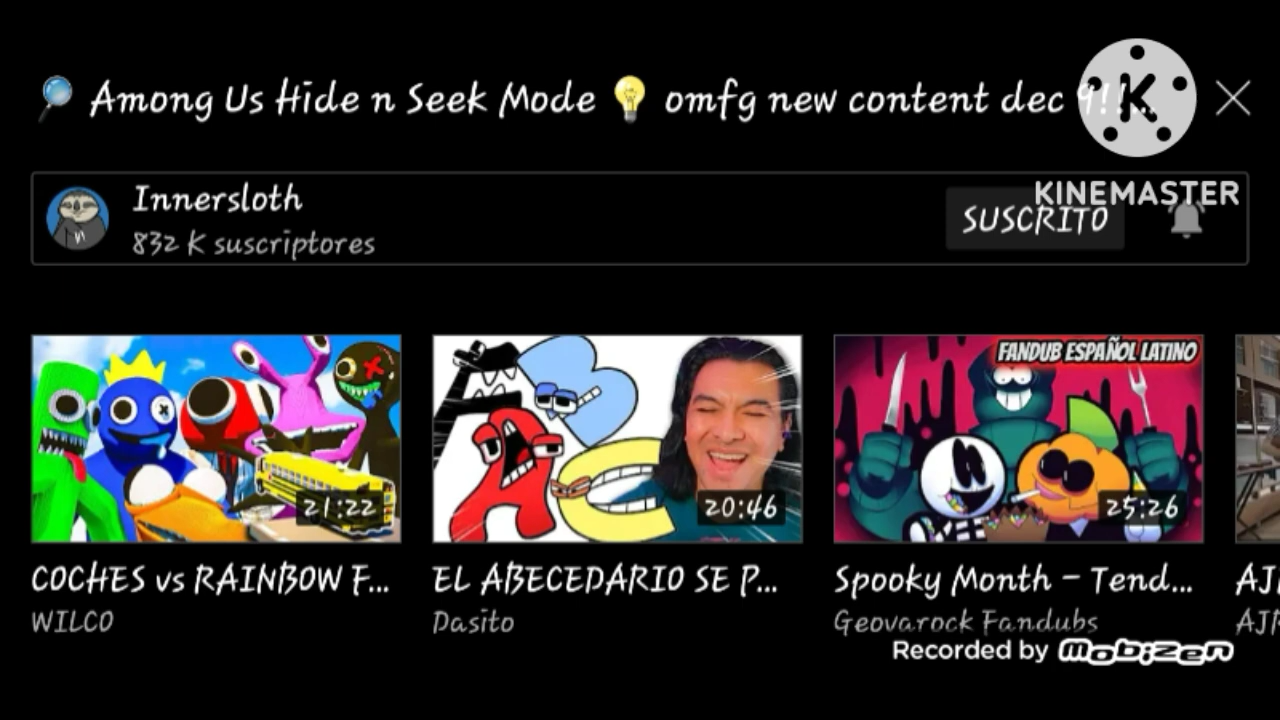 🔎 Among Us Hide n Seek Mode 💡 omfg new content dec 9!!...
KINEMASTER
Innersloth
832 K suscriptores
SUSCRITO
FANDUB ESPAÑOL LATINO
21:22
20:46
25:26
COCHES vs RAINBOW F...
WILCO
EL ABECEDARIO SE P...
Dasito
Spooky Month - Tend...
Geovarock Fandubs
Recorded by mobizen